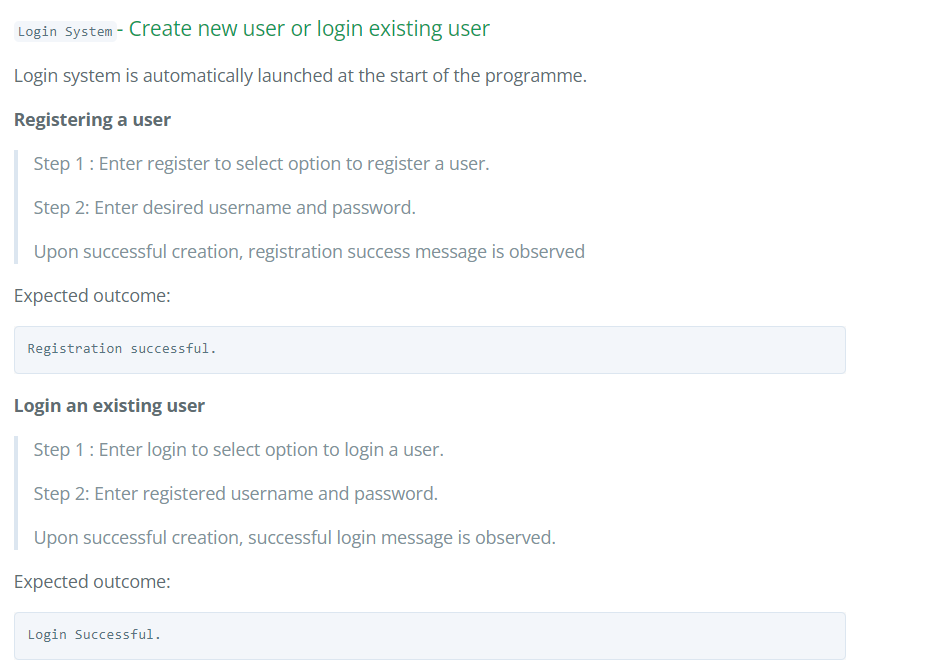 Login System - Create new user or login existing user
Login system is automatically launched at the start of the programme.
Registering a user
Step 1 : Enter register to select option to register a user.
Step 2: Enter desired username and password.
Upon successful creation, registration success message is observed
Expected outcome:
Registration successful.
Login an existing user
Step 1 : Enter login to select option to login a user.
Step 2: Enter registered username and password.
Upon successful creation, successful login message is observed.
Expected outcome:
Login Successful.